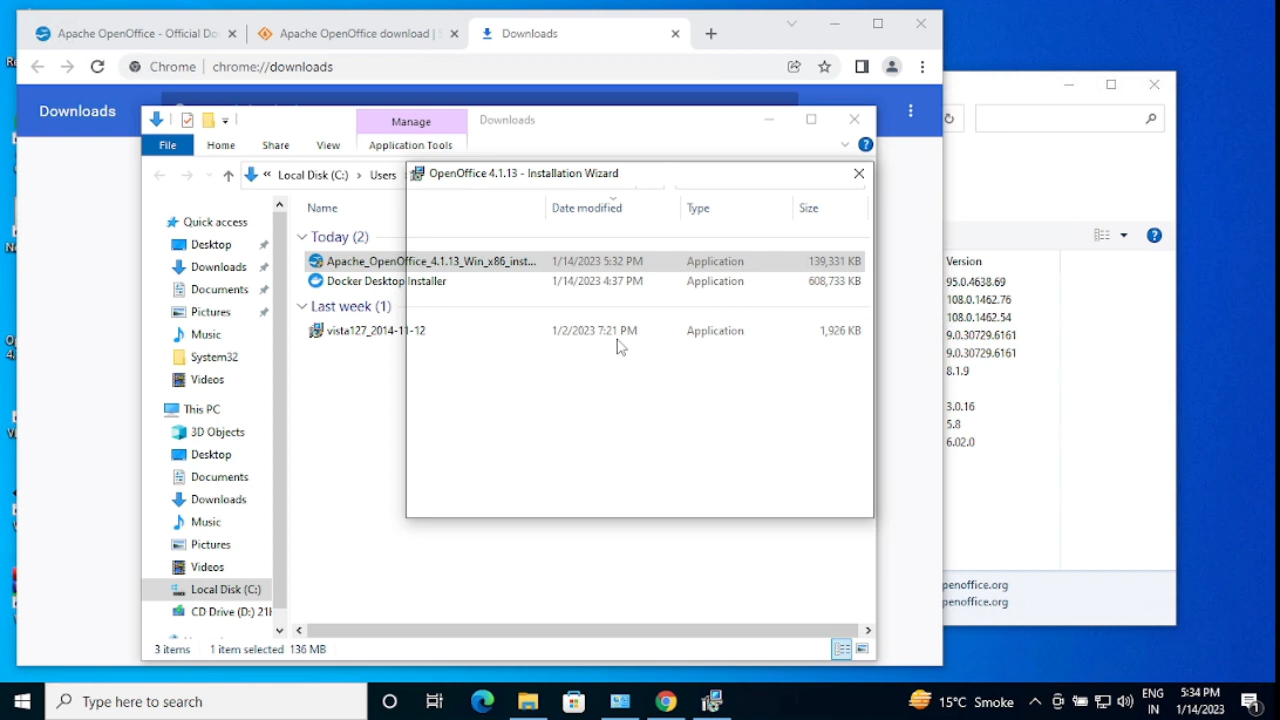 Apache OpenOffice - Official Do
Apache OpenOffice download | S
Downloads
Chrome
chrome://downloads
Downloads
Manage
Downloads
File
Home
Share
View
Application Tools
Local Disk (C:)
Users
OpenOffice 4.1.13 - Installation Wizard
Name
Date modified
Type
Size
Quick access
Desktop
Downloads
Documents
Pictures
Music
System32
Videos
This PC
3D Objects
Desktop
Documents
Downloads
Music
Pictures
Videos
Local Disk (C:)
CD Drive (D:) 21
Today (2)
Apache_OpenOffice_4.1.13_Win_x86_inst... 1/14/2023 5:32 PM Application 139,331 KB
Docker Desktop Installer 1/14/2023 4:37 PM Application 608,733 KB
Last week (1)
vista127_2014-11-12 1/2/2023 7:21 PM Application 1,926 KB
3 items
1 item selected 136 MB
Version
95.0.4638.69
108.0.1462.76
108.0.1462.54
9.0.30729.6161
9.0.30729.6161
8.1.9
3.0.16
5.8
6.02.0
penoffice.org
penoffice.org
Type here to search
15°C Smoke
ENG
IN
5:34 PM
1/14/2023
1